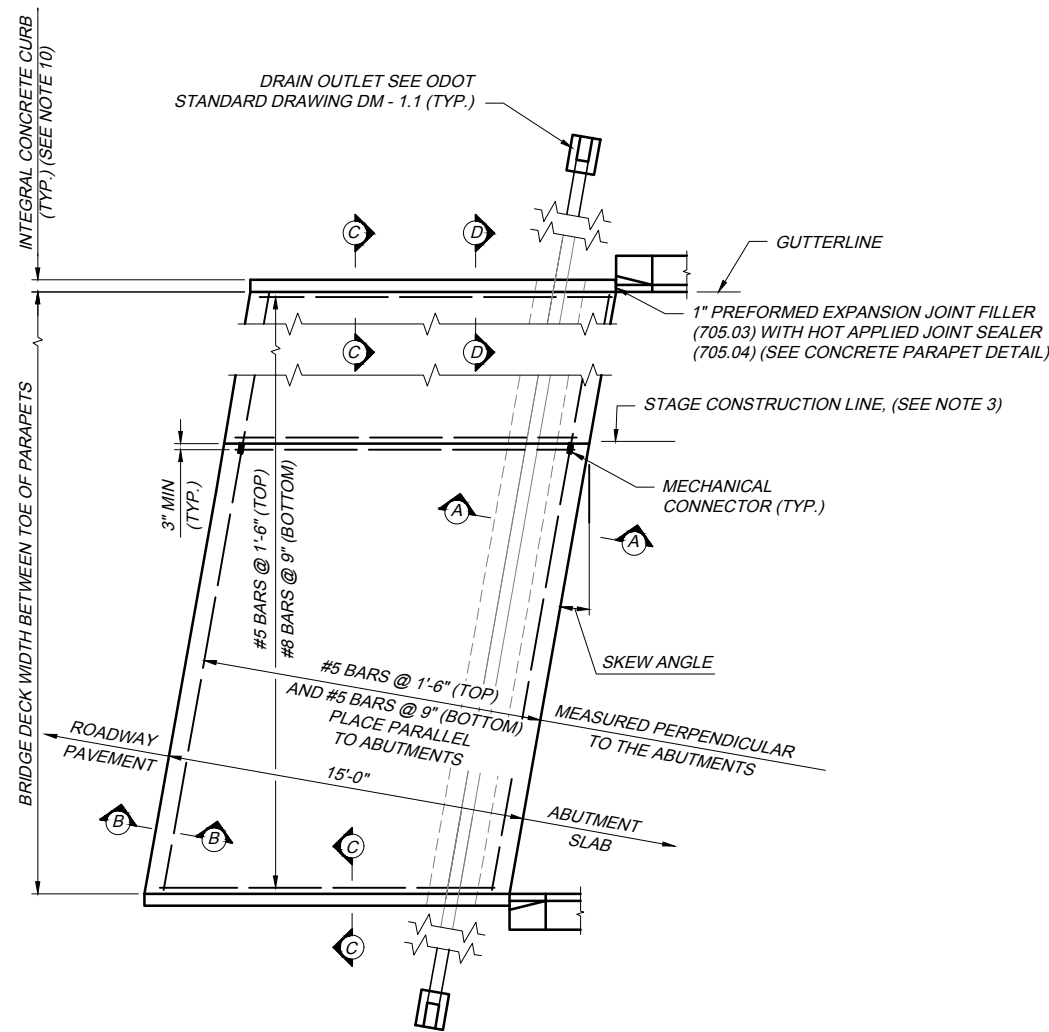 INTEGRAL CONCRETE CURB
(TYP.) (SEE NOTE 10)
DRAIN OUTLET SEE ODOT
STANDARD DRAWING DM - 1.1 (TYP.)
C
D
GUTTERLINE
1" PREFORMED EXPANSION JOINT FILLER
(705.03) WITH HOT APPLIED JOINT SEALER
(705.04) (SEE CONCRETE PARAPET DETAIL)
C
D
BRIDGE DECK WIDTH BETWEEN TOE OF PARAPETS
STAGE CONSTRUCTION LINE, (SEE NOTE 3)
3" MIN
(TYP.)
#5 BARS @ 1'-6" (TOP)
#8 BARS @ 9" (BOTTOM)
MECHANICAL
CONNECTOR (TYP.)
A
A
SKEW ANGLE
#5 BARS @ 1'-6" (TOP)
AND #5 BARS @ 9" (BOTTOM)
PLACE PARALLEL
TO ABUTMENTS
MEASURED PERPENDICULAR
TO THE ABUTMENTS
ROADWAY
PAVEMENT
15'-0"
ABUTMENT
SLAB
B
B
C
C